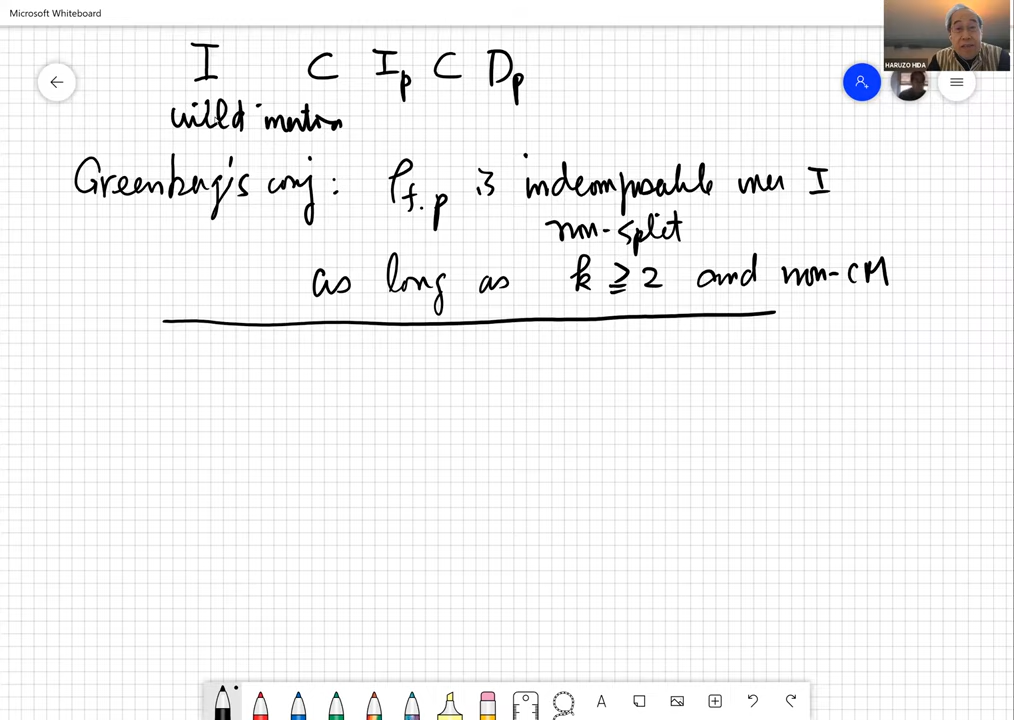 Microsoft Whiteboard
HARUZO HIDA
I ⊂ I_p ⊂ D_p
wild inertia
Greenberg's conj : ρ_{f,p} is indecomposable over I
non-split
as long as k ≧ 2 and non-CM
A